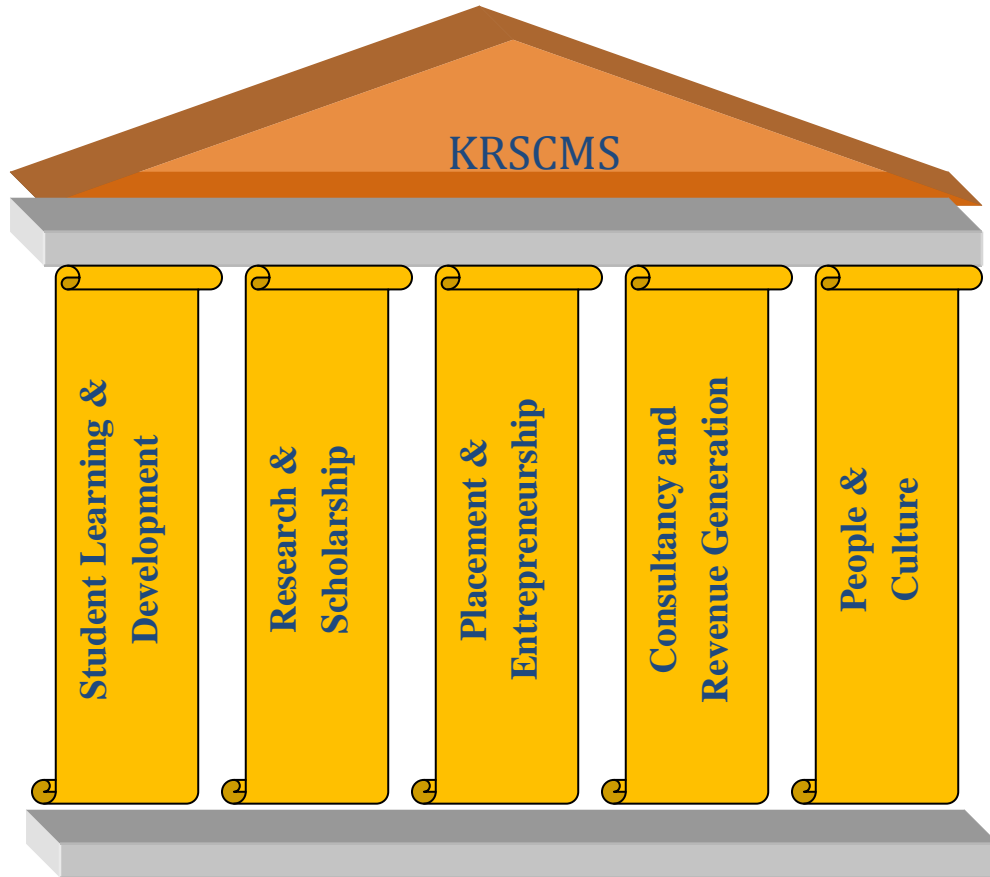 KRSCMS
Student Learning &
Development
Research &
Scholarship
Placement &
Entrepreneurship
Consultancy and
Revenue Generation
People &
Culture